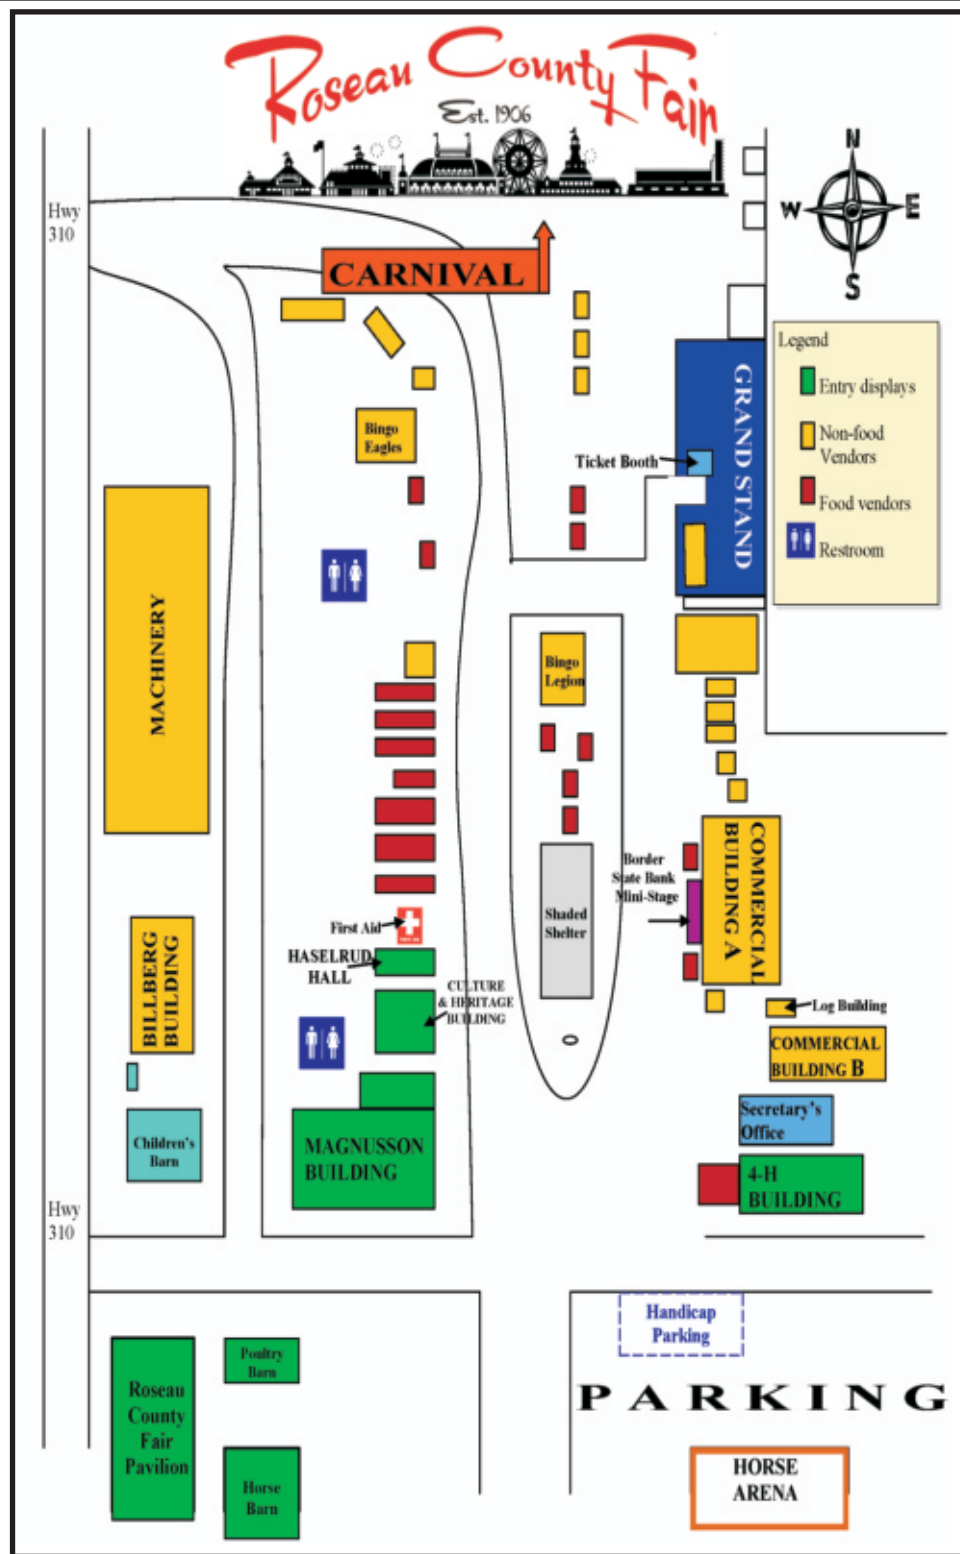 Roseau County Fair
Est. 1906
Hwy
310
N
W E
S
CARNIVAL
Legend
Entry displays
Non-food
Vendors
Food vendors
Restroom
GRAND STAND
Ticket Booth
Bingo
Eagles
MACHINERY
Bingo
Legion
COMMERCIAL
BUILDING A
Border
State Bank
Mini-Stage
Shaded
Shelter
First Aid
HASELRUD
HALL
CULTURE
& HERITAGE
BUILDING
BILLBERG
BUILDING
Log Building
COMMERCIAL
BUILDING B
Secretary's
Office
4-H
BUILDING
Children's
Barn
MAGNUSSON
BUILDING
Hwy
310
Handicap
Parking
PARKING
HORSE
ARENA
Poultry
Barn
Roseau
County
Fair
Pavilion
Horse
Barn